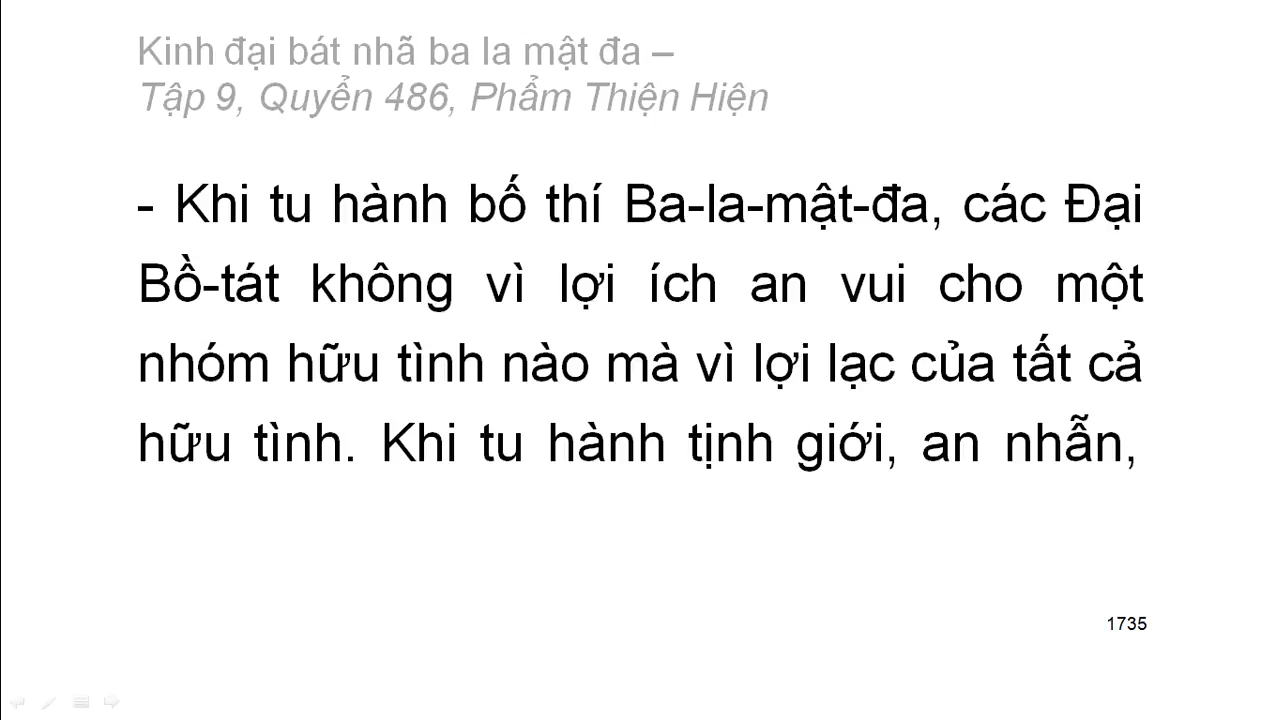 Kinh đại bát nhã ba la mật đa –
Tập 9, Quyển 486, Phẩm Thiện Hiện
- Khi tu hành bố thí Ba-la-mật-đa, các Đại
Bồ-tát không vì lợi ích an vui cho một
nhóm hữu tình nào mà vì lợi lạc của tất cả
hữu tình. Khi tu hành tịnh giới, an nhẫn,
1735